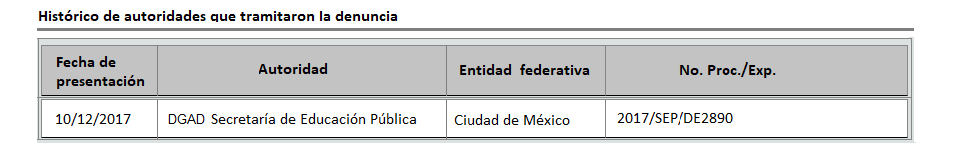 Histórico de autoridades que tramitaron la denuncia
Fecha de presentación Autoridad Entidad federativa No. Proc./Exp.
10/12/2017 DGAD Secretaría de Educación Pública Ciudad de México 2017/SEP/DE2890